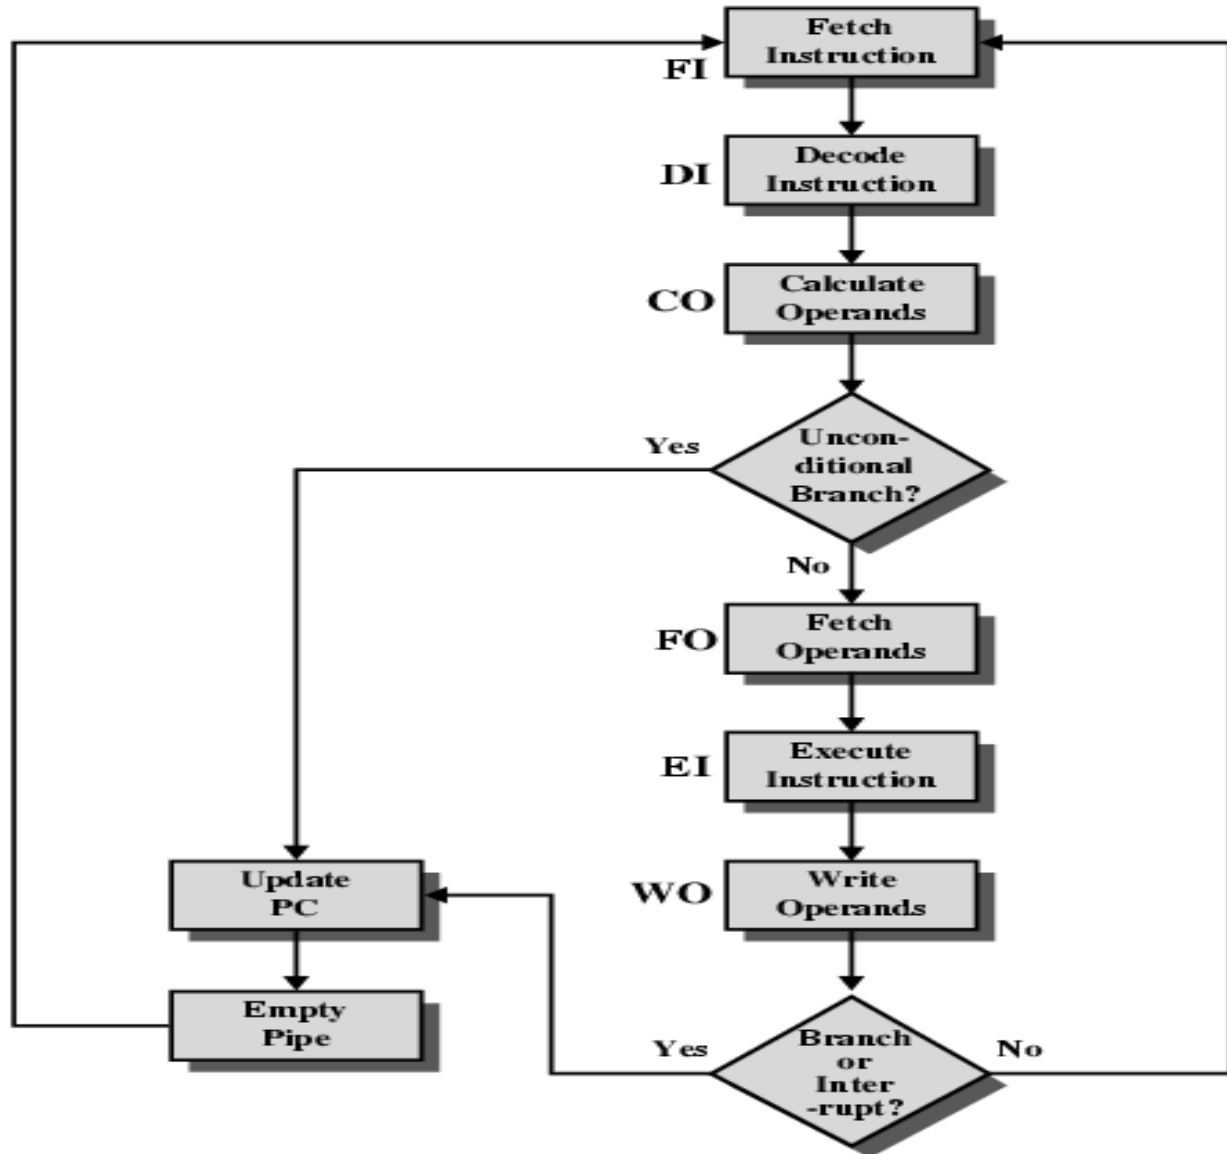 Fetch
Instruction
FI
Decode
Instruction
DI
Calculate
Operands
CO
Yes
Uncon-
ditional
Branch?
No
Fetch
Operands
FO
Execute
Instruction
EI
Update
PC
Write
Operands
WO
Empty
Pipe
Yes
Branch
or
Inter
-rupt?
No